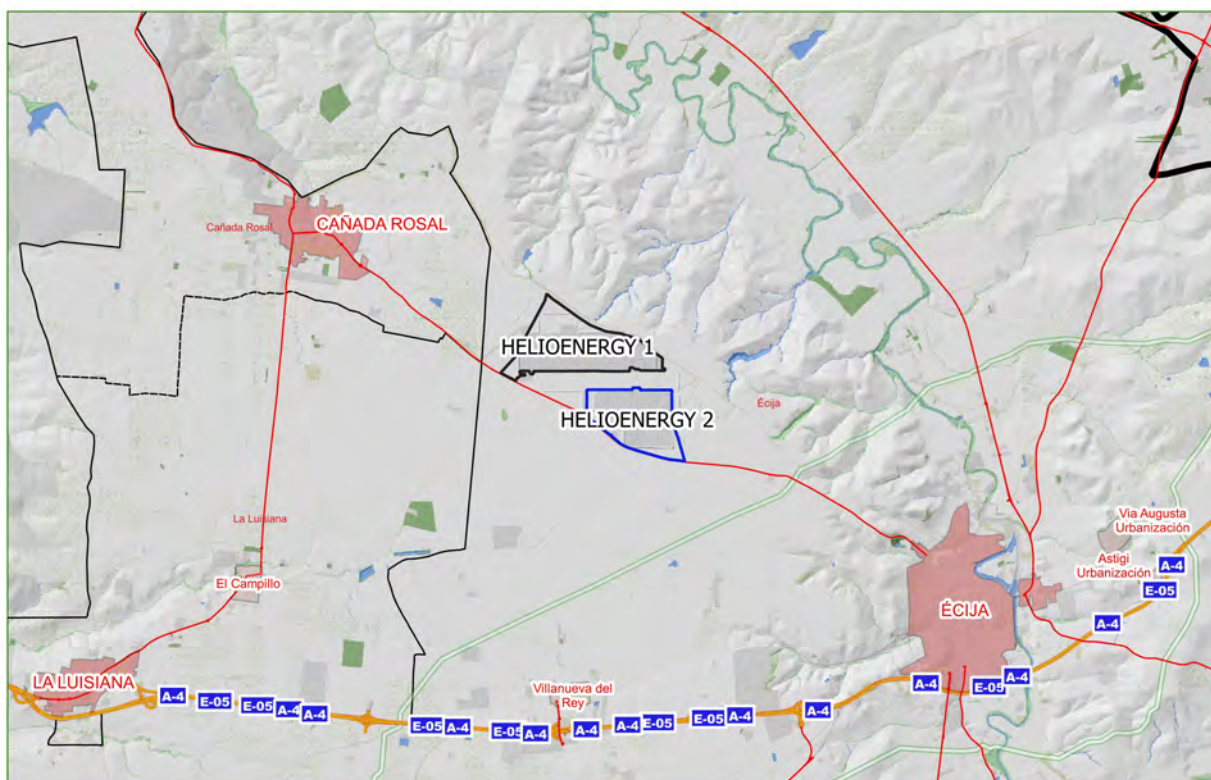 Cañada Rosal
CAÑADA ROSAL
HELIOENERGY 1
HELIOENERGY 2
Écija
La Luisiana
El Campillo
Via Augusta
Urbanización
Astigi
Urbanización
A-4
E-05
A-4
ÉCIJA
LA LUISIANA
Villanueva del
Rey
A-4
E-05
E-05
A-4
A-4
E-05
A-4
E-05
A-4
A-4
E-05
E-05
A-4
A-4
A-4
E-05
A-4